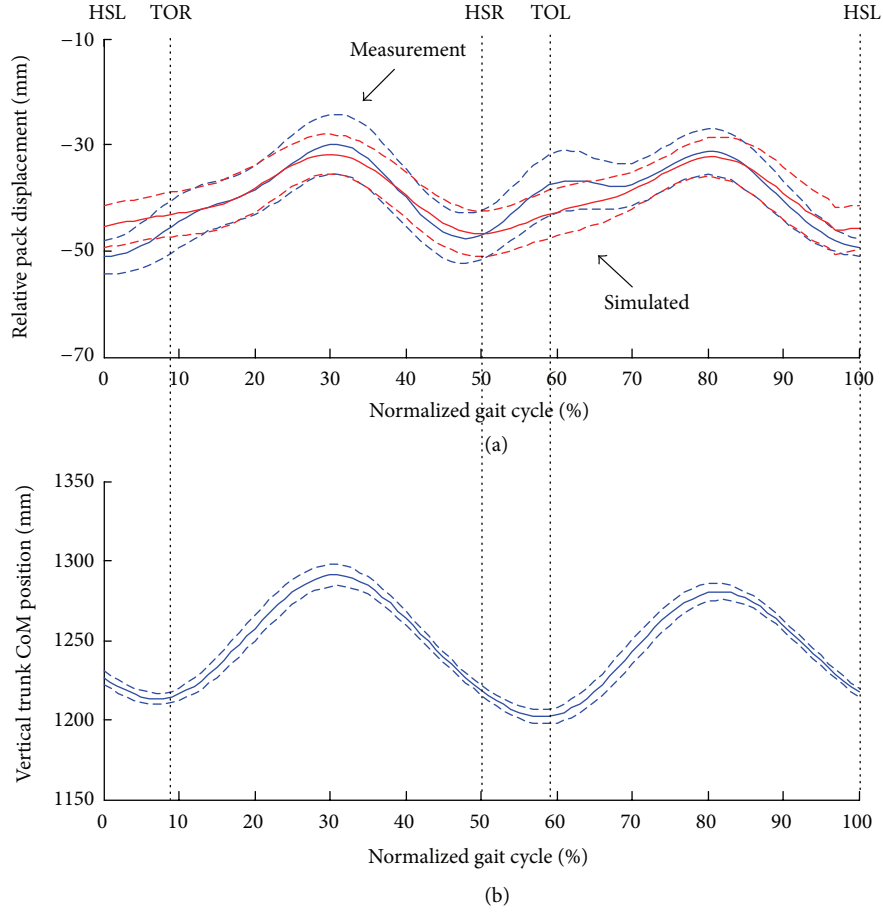 HSL TOR HSR TOL HSL
−10
Measurement
−30
−50
Simulated
−70
Relative pack displacement (mm)
0 10 20 30 40 50 60 70 80 90 100
Normalized gait cycle (%)
(a)
1350
1300
1250
1200
1150
Vertical trunk CoM position (mm)
0 10 20 30 40 50 60 70 80 90 100
Normalized gait cycle (%)
(b)